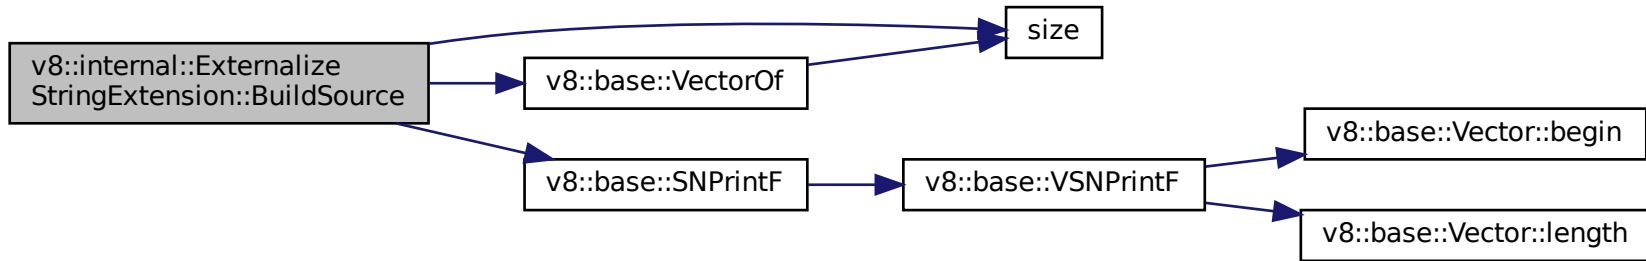 v8::internal::Externalize
StringExtension::BuildSource
size
v8::base::VectorOf
v8::base::SNPrintF
v8::base::VSNPrintF
v8::base::Vector::begin
v8::base::Vector::length